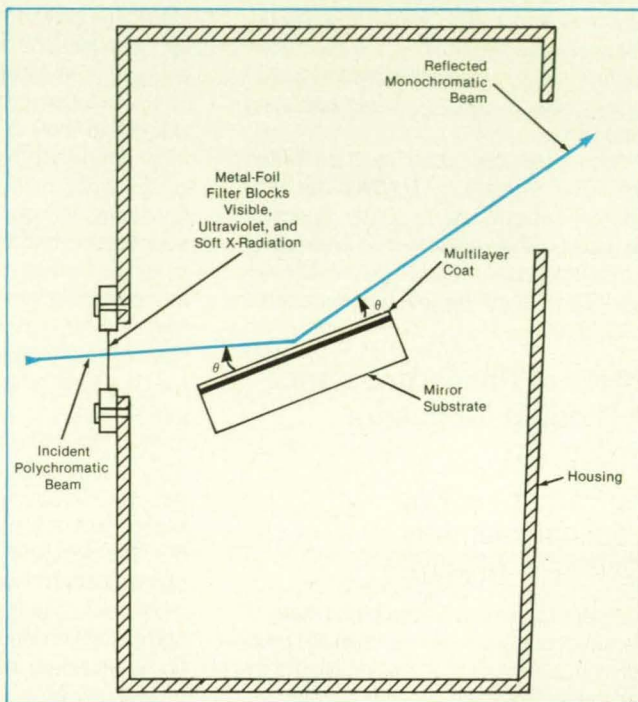 Reflected
Monochromatic
Beam
Metal-Foil
Filter Blocks
Visible,
Ultraviolet, and
Soft X-Radiation
Multilayer
Coat
θ
θ
Mirror
Substrate
Incident
Polychromatic
Beam
Housing